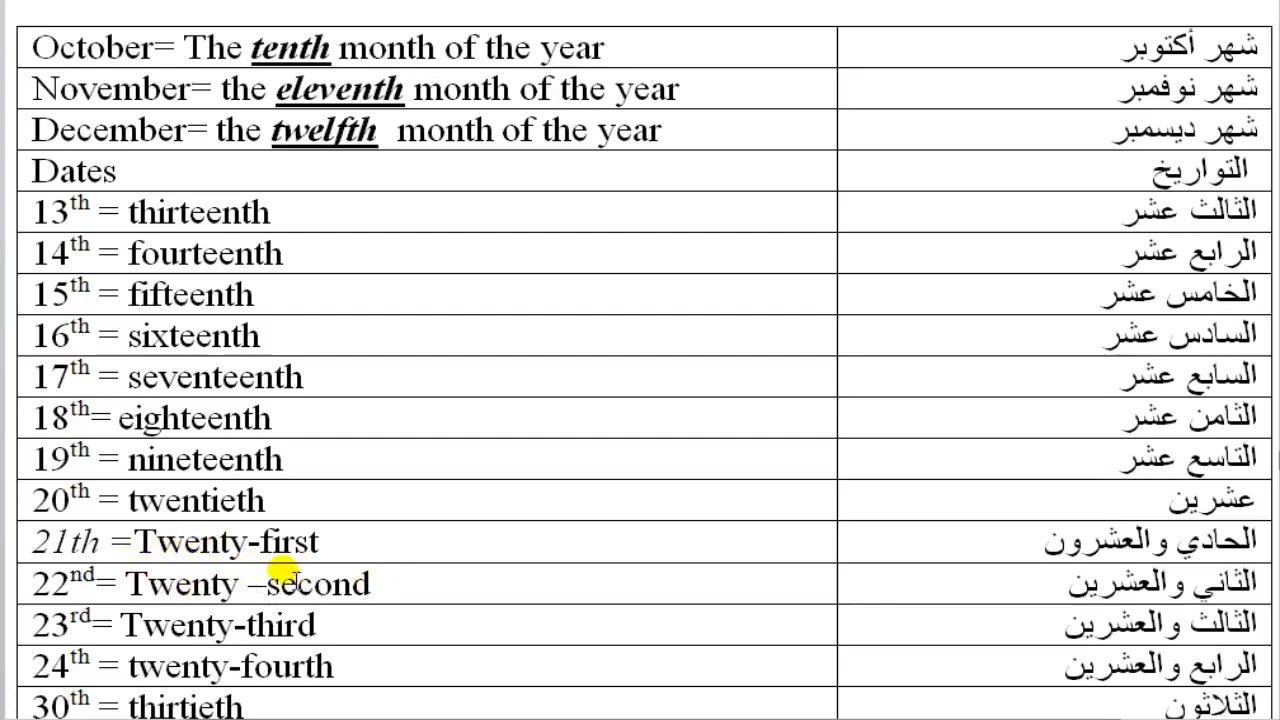 October= The tenth month of the year شهر أكتوبر
November= the eleventh month of the year شهر نوفمبر
December= the twelfth month of the year شهر ديسمبر
Dates التواريخ
13th = thirteenth الثالث عشر
14th = fourteenth الرابع عشر
15th = fifteenth الخامس عشر
16th = sixteenth السادس عشر
17th = seventeenth السابع عشر
18th= eighteenth الثامن عشر
19th = nineteenth التاسع عشر
20th = twentieth عشرين
21th =Twenty-first الحادي والعشرون
22nd= Twenty –second الثاني والعشرين
23rd= Twenty-third الثالث والعشرين
24th = twenty-fourth الرابع والعشرين
30th = thirtieth الثلاثون